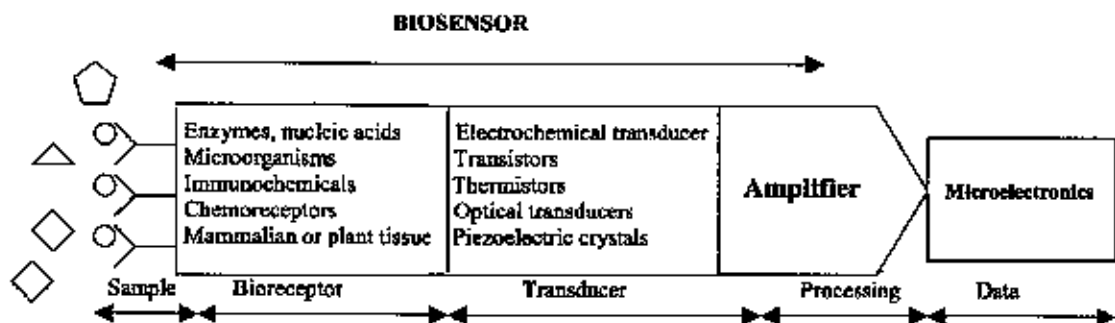 BIOSENSOR
Enzymes, nucleic acids
Microorganisms
Immunochemicals
Chemoreceptors
Mammalian or plant tissue
Electrochemical transducer
Transistors
Thermistors
Optical transducers
Piezoelectric crystals
Amplifier
Microelectronics
Sample
Bioreceptor
Transducer
Processing
Data